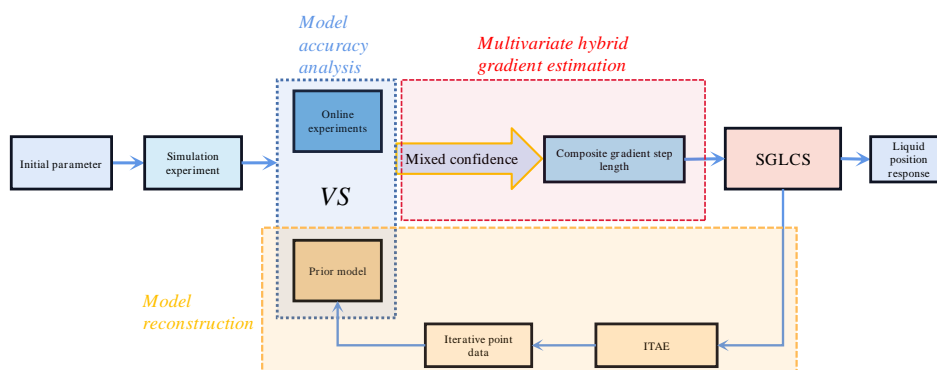 Model
accuracy
analysis
Multivariate hybrid
gradient estimation
Online
experiments
Initial parameter
Simulation
experiment
Mixed confidence
Composite gradient step
length
SGLCS
Liquid
position
response
VS
Prior model
Model
reconstruction
Iterative point
data
ITAE